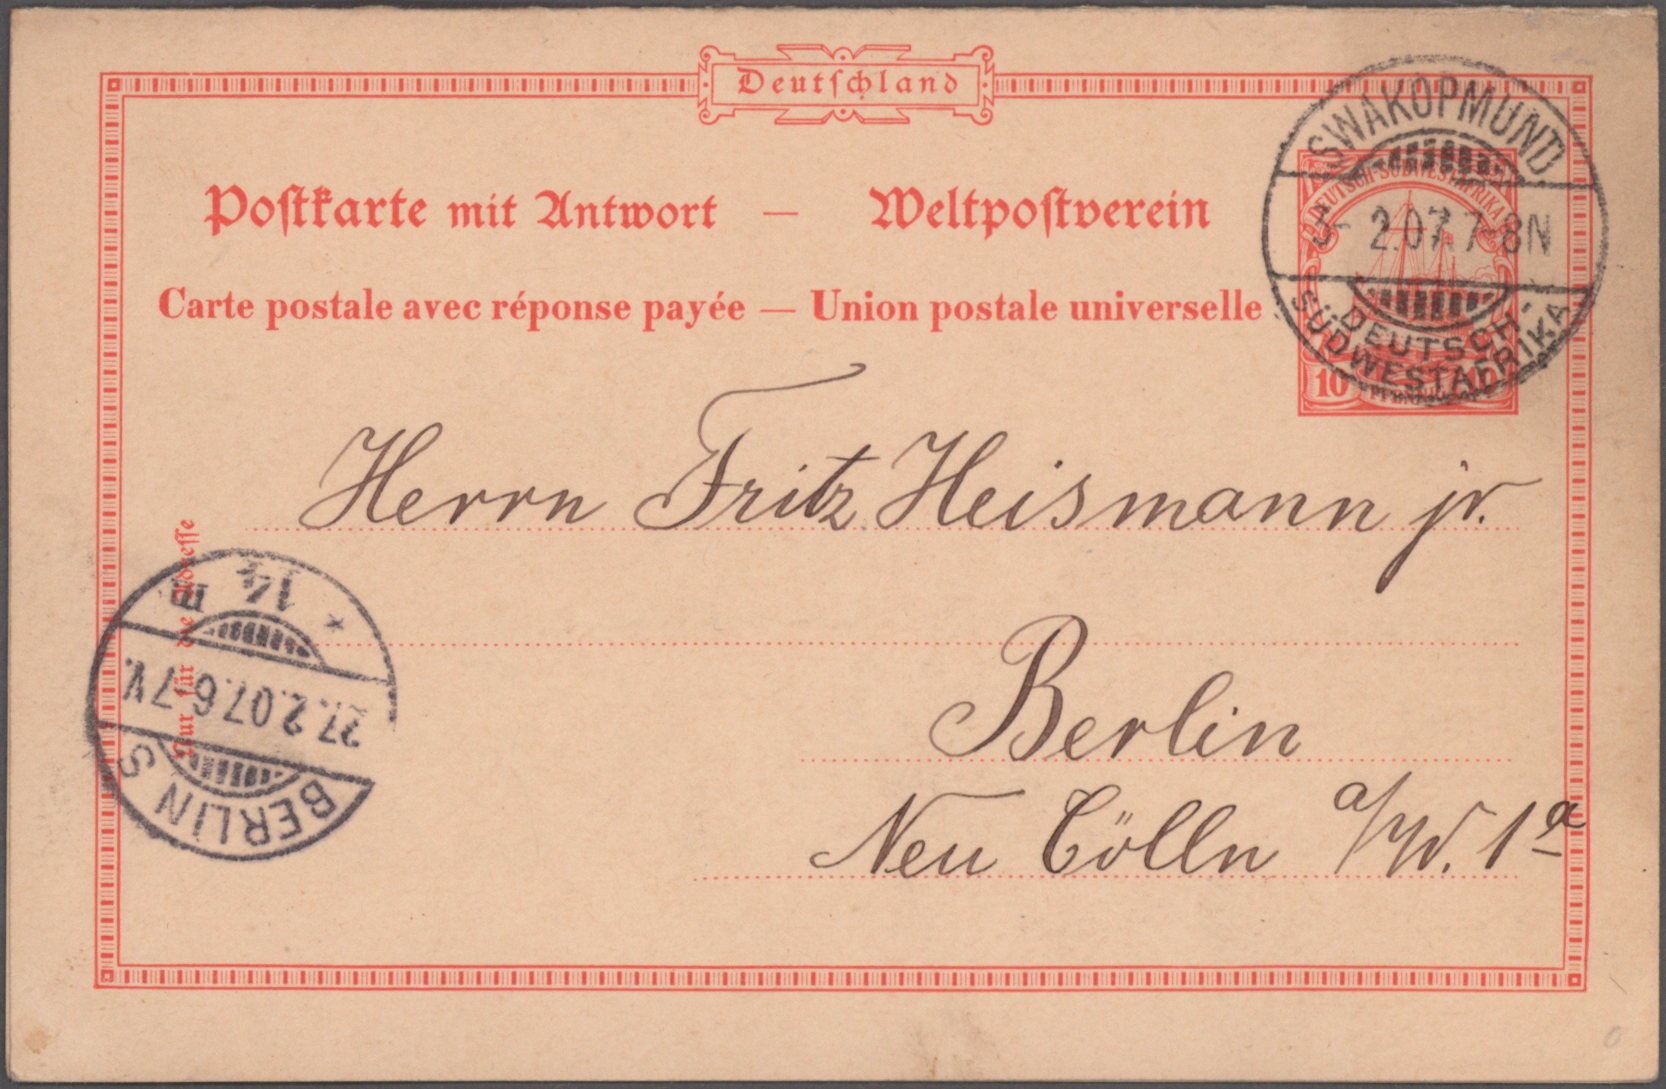 Deutschland
Postkarte mit Antwort — Weltpostverein
Carte postale avec réponse payée — Union postale universelle
SWAKOPMUND
2.07.7-8N
DEUTSCH-
SÜDWESTAFRIKA
DEUTSCH-SÜDWESTAFRIKA
10 10
Herrn Fritz Heismann jr.
Berlin
Neu Cölln a/W. 1a
Nur für die Adresse
BERLIN S
27.2.07.6-7V.
* 14 E